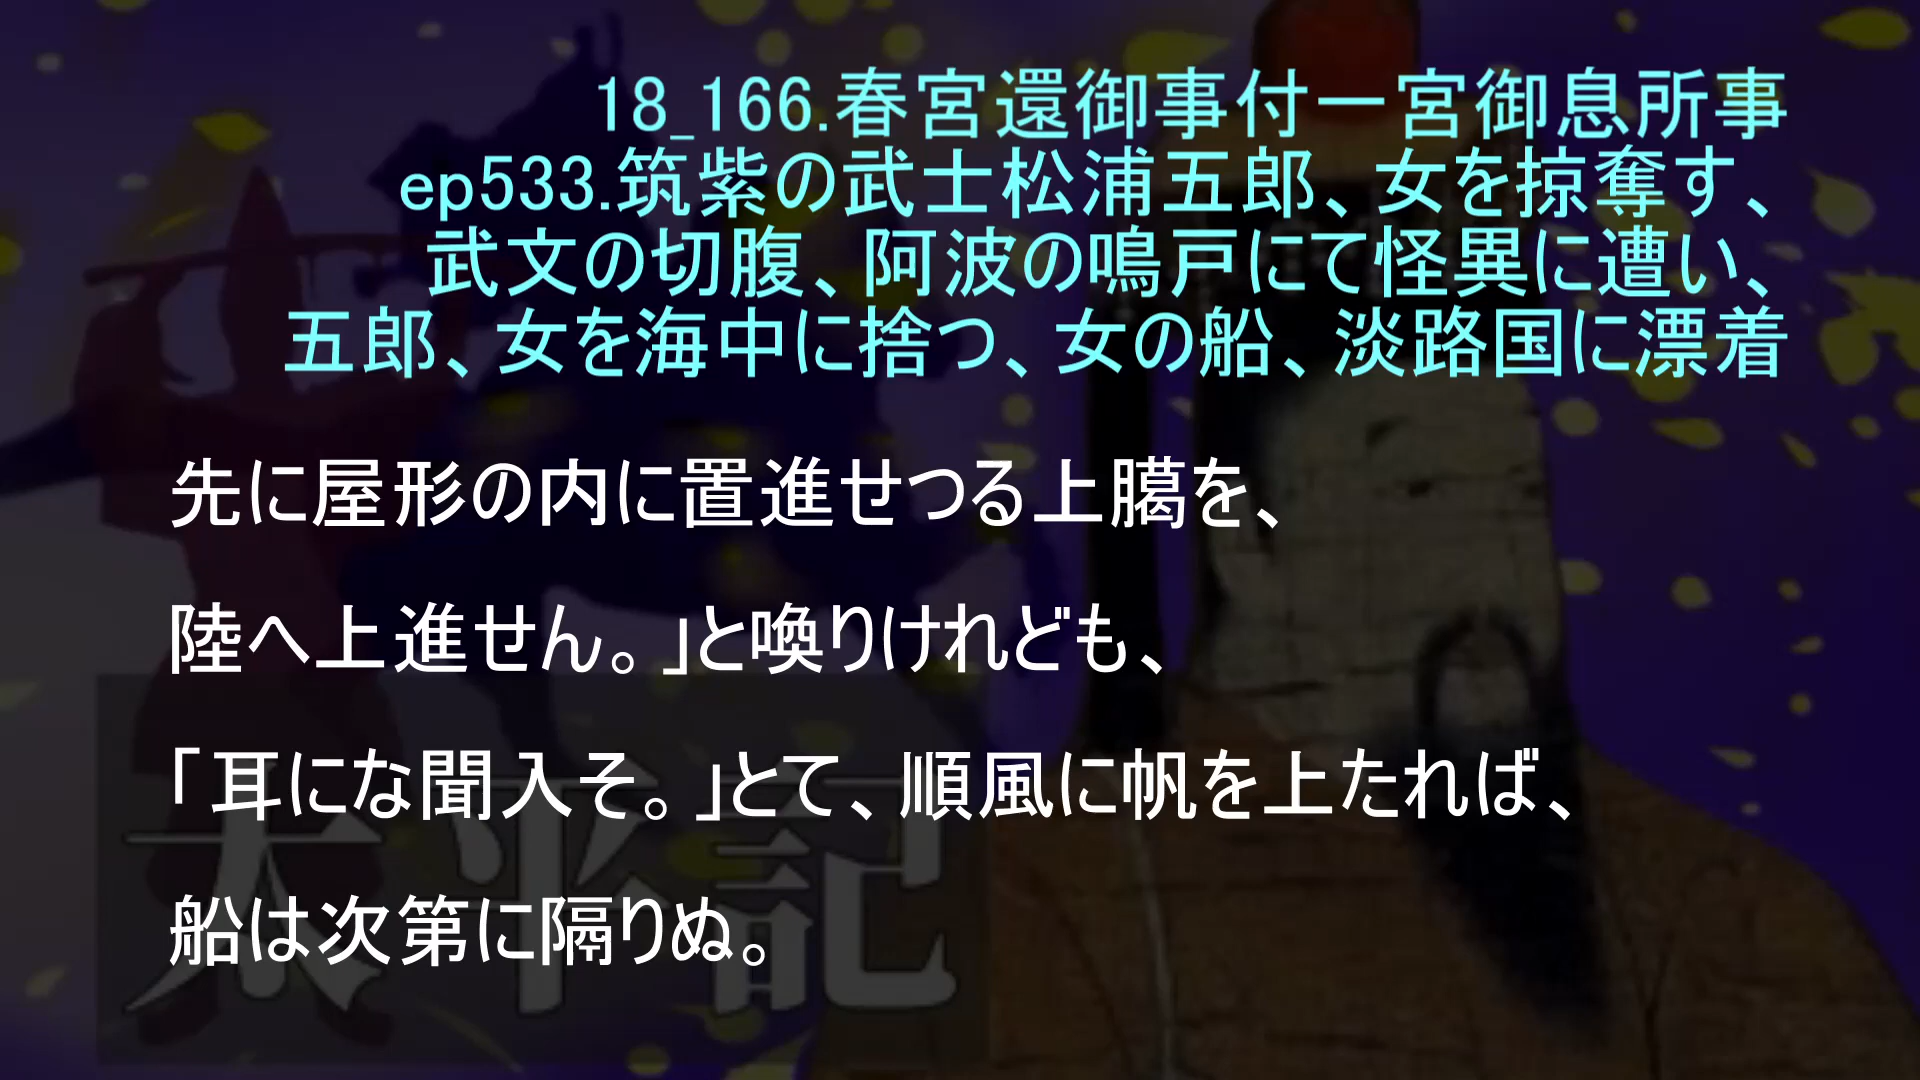 18_166.春宮還御事付一宮御息所事
ep533.筑紫の武士松浦五郎、女を掠奪す、
武文の切腹、阿波の鳴戸にて怪異に遭い、
五郎、女を海中に捨つ、女の船、淡路国に漂着
先に屋形の内に置進せつる上臈を、
陸へ上進せん。」と喚りけれども、
「耳にな聞入そ。」とて、順風に帆を上たれば、
船は次第に隔りぬ。
太平記